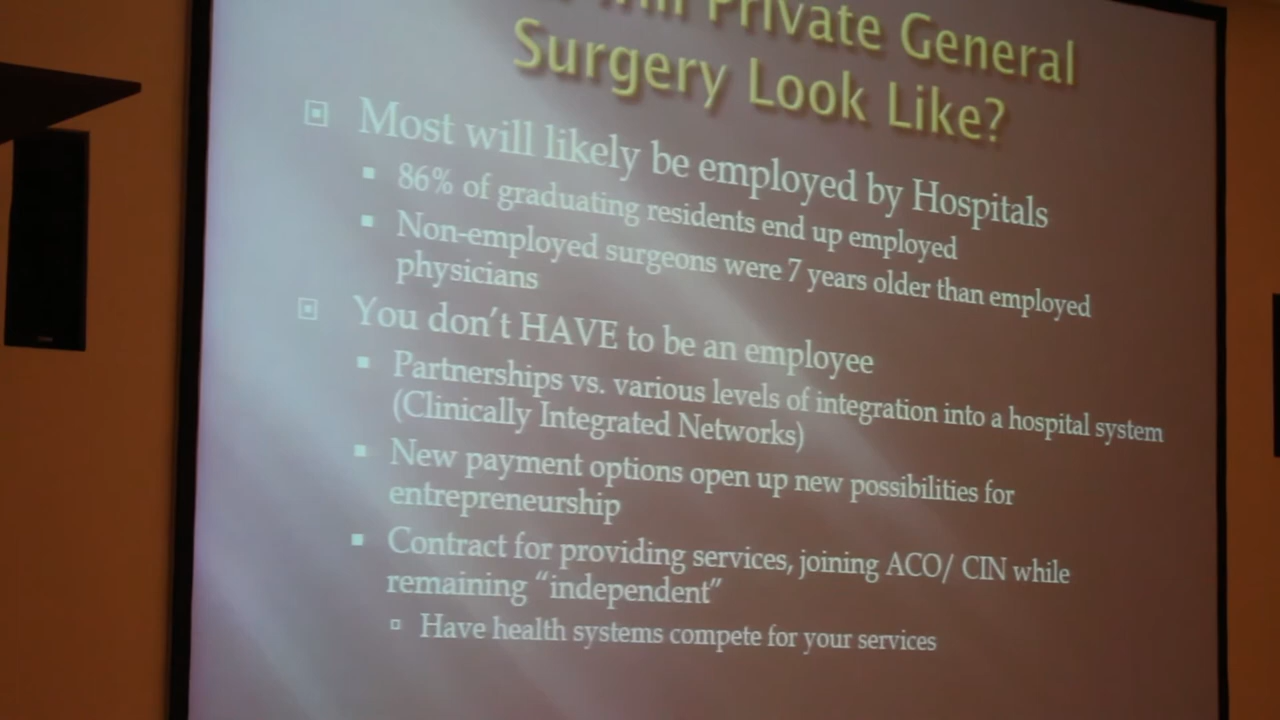 Will Private General
Surgery Look Like?
Most will likely be employed by Hospitals
86% of graduating residents end up employed
Non-employed surgeons were 7 years older than employed
physicians
You don't HAVE to be an employee
Partnerships vs. various levels of integration into a hospital system
(Clinically Integrated Networks)
New payment options open up new possibilities for
entrepreneurship
Contract for providing services, joining ACO/ CIN while
remaining "independent"
Have health systems compete for your services